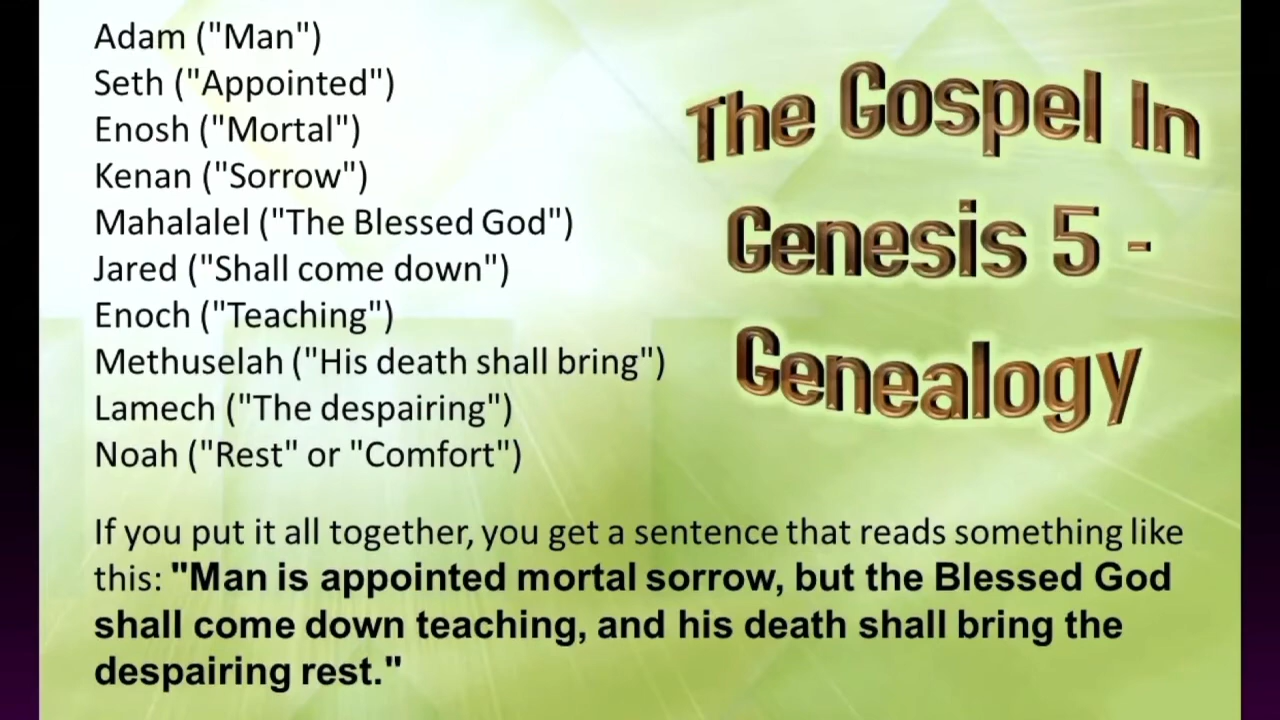 Adam ("Man")
Seth ("Appointed")
Enosh ("Mortal")
Kenan ("Sorrow")
Mahalalel ("The Blessed God")
Jared ("Shall come down")
Enoch ("Teaching")
Methuselah ("His death shall bring")
Lamech ("The despairing")
Noah ("Rest" or "Comfort")
The Gospel In
Genesis 5 -
Genealogy
If you put it all together, you get a sentence that reads something like
this: "Man is appointed mortal sorrow, but the Blessed God
shall come down teaching, and his death shall bring the
despairing rest."